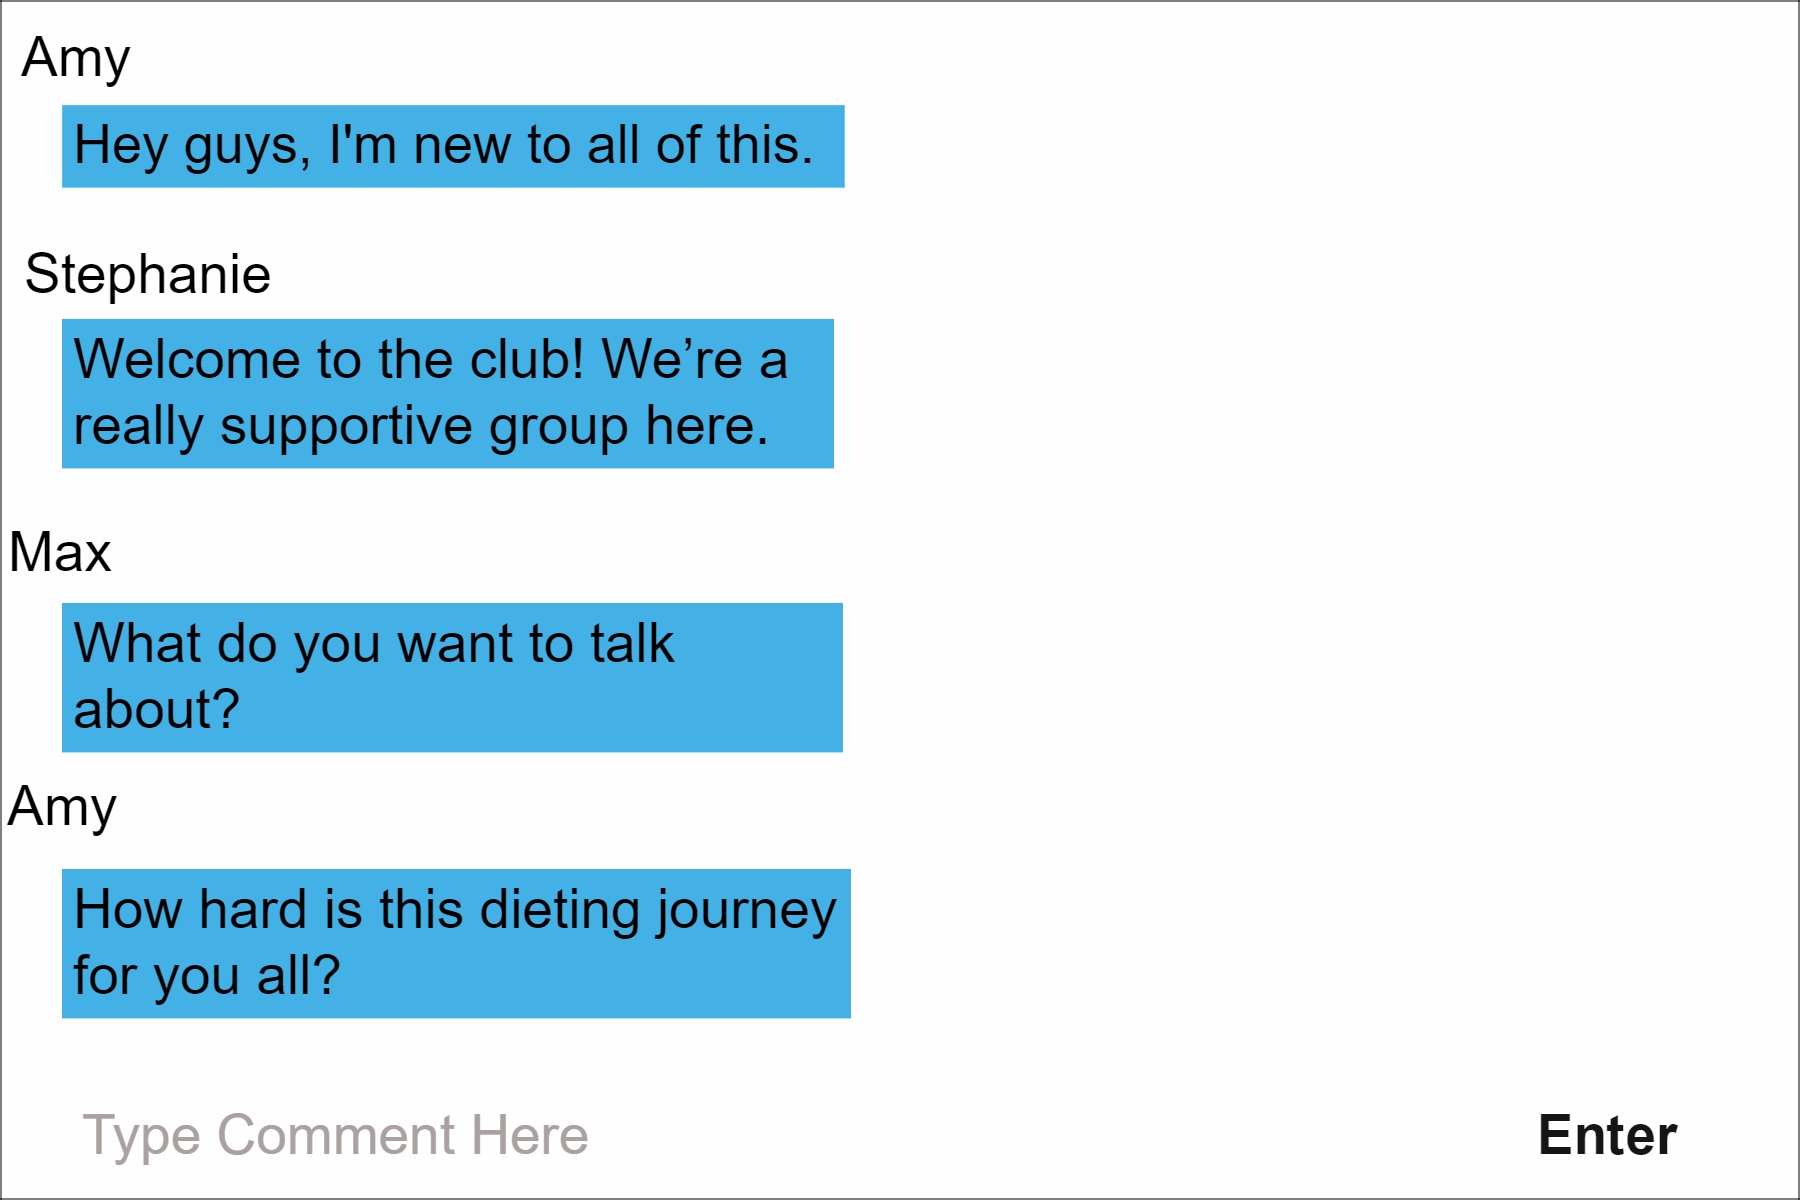 Amy
Hey guys, I'm new to all of this.
Stephanie
Welcome to the club! We’re a
really supportive group here.
Max
What do you want to talk
about?
Amy
How hard is this dieting journey
for you all?
Type Comment Here
Enter